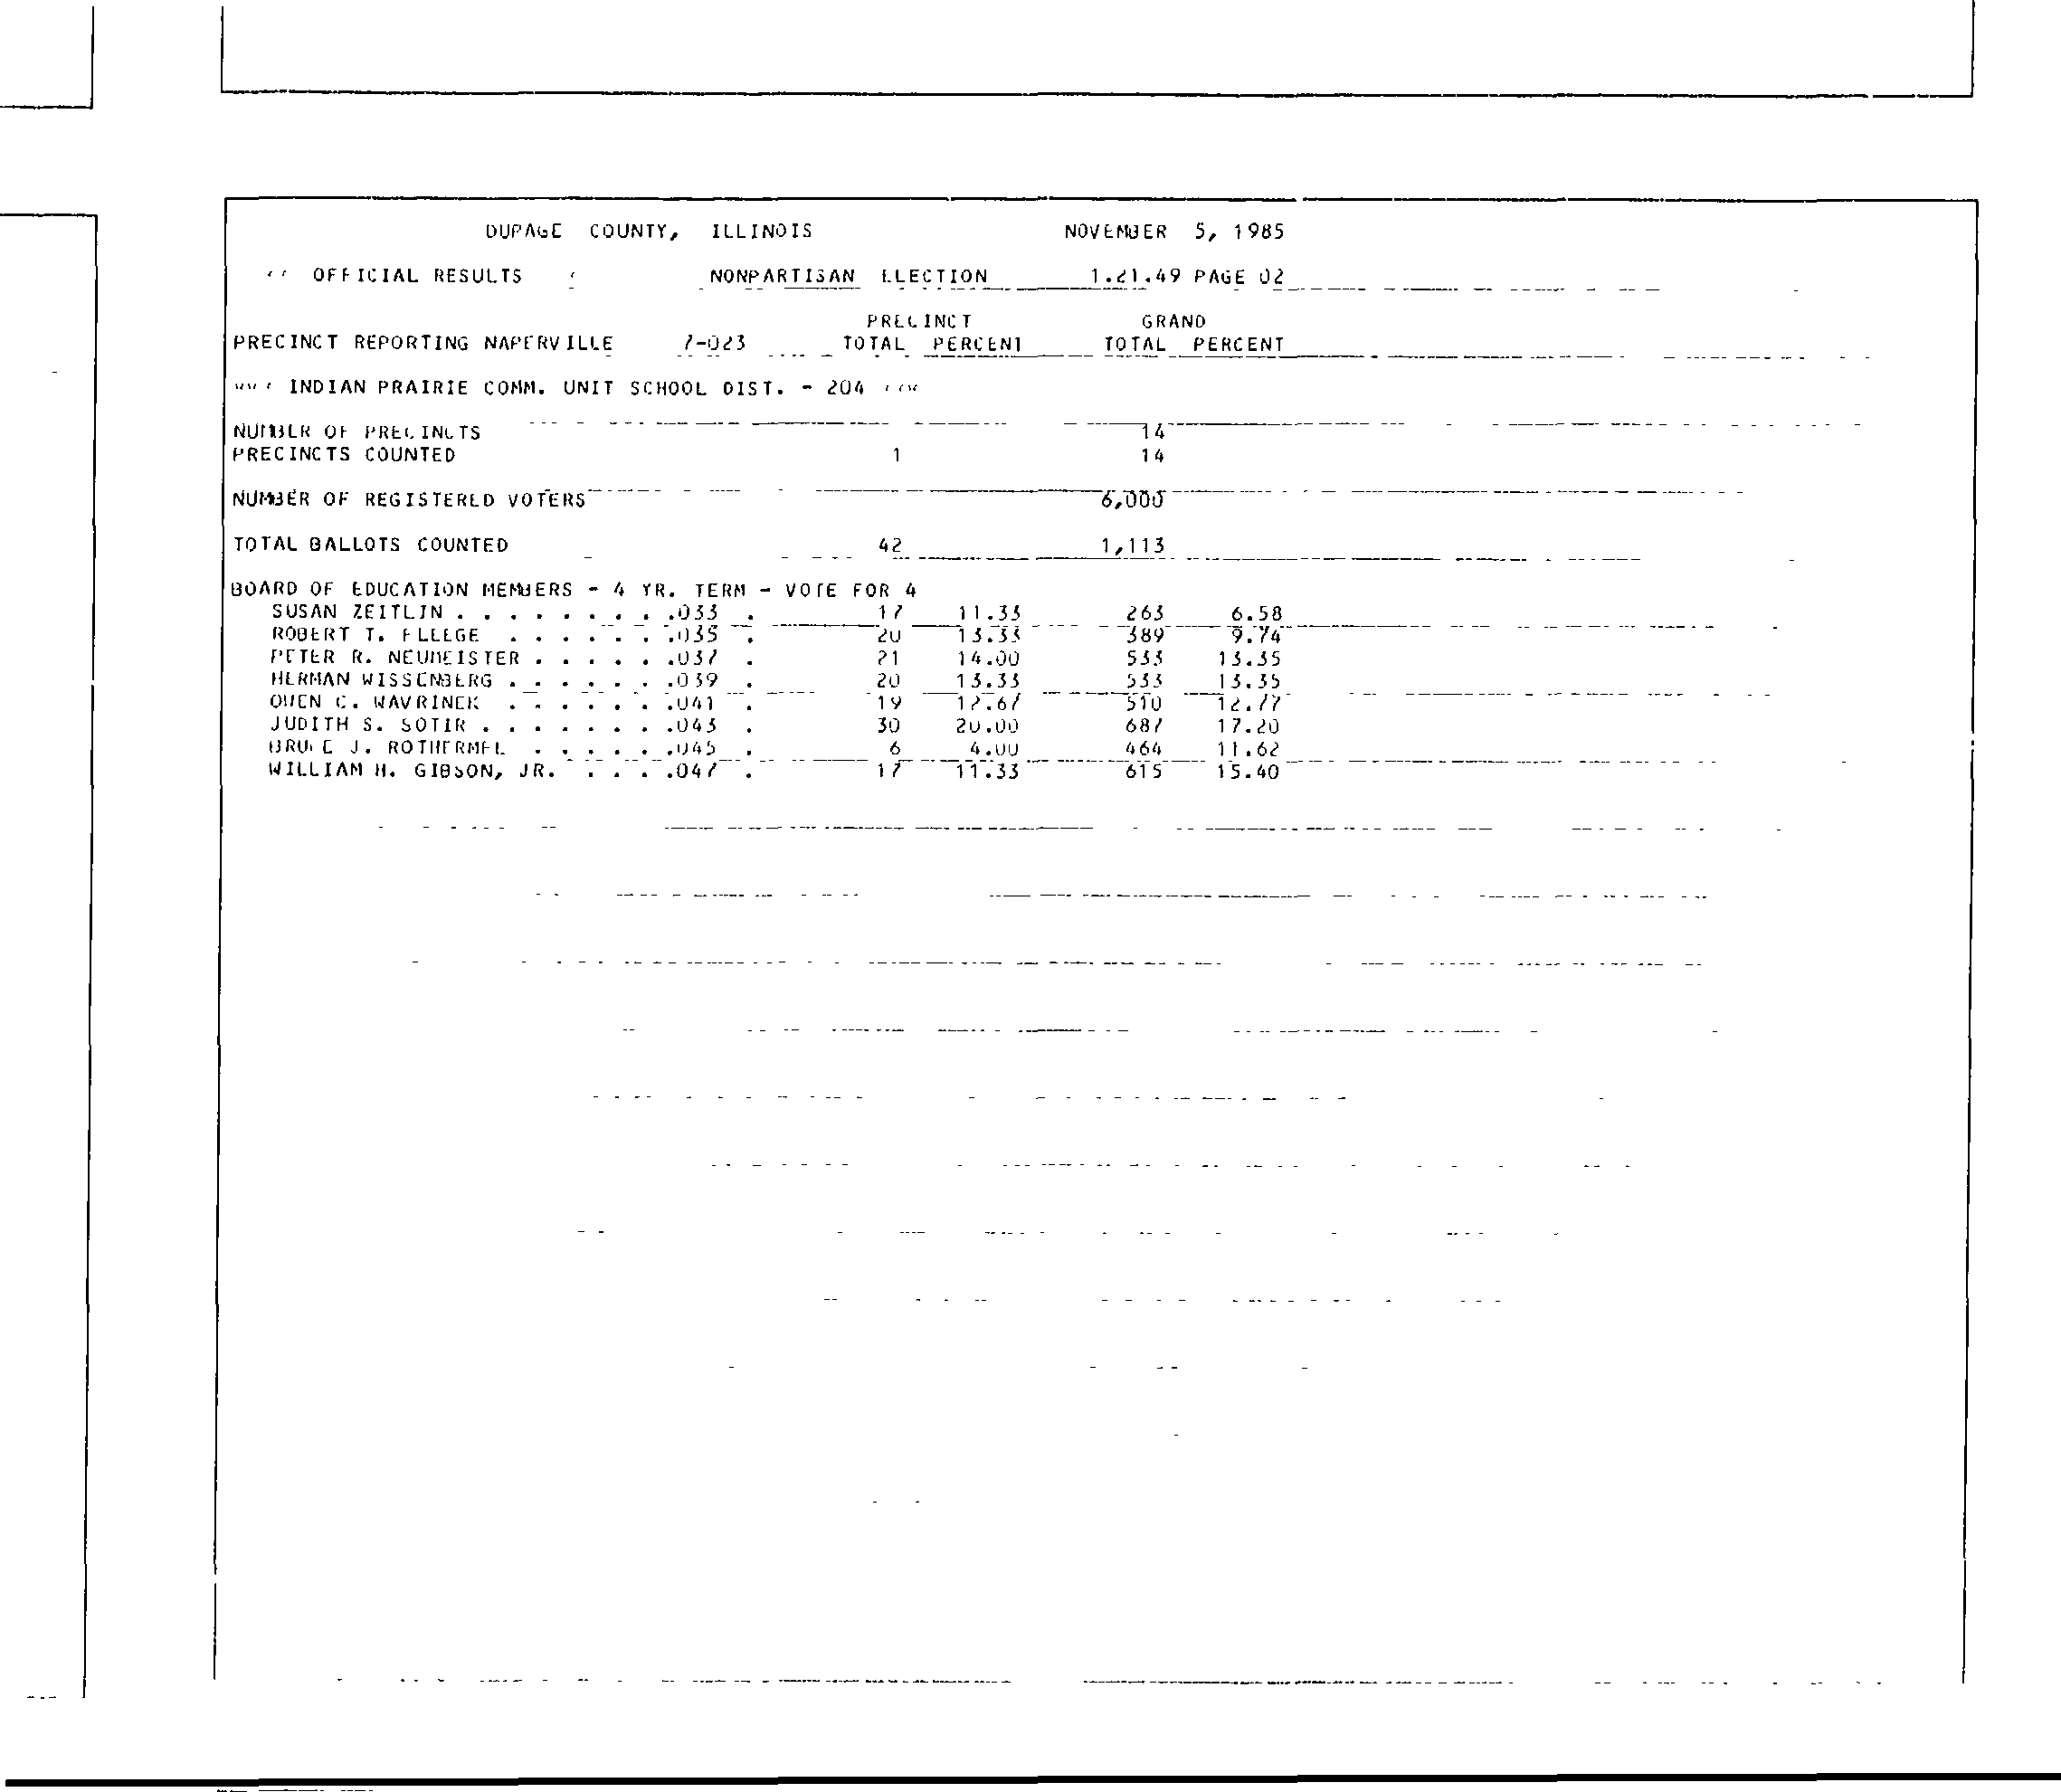 DUPAGE COUNTY, ILLINOIS NOVEMBER 5, 1985
OFFICIAL RESULTS NONPARTISAN ELECTION 1.21.49 PAGE 02
PRECINCT GRAND
PRECINCT REPORTING NAPERVILLE 7-023 TOTAL PERCENT TOTAL PERCENT
INDIAN PRAIRIE COMM. UNIT SCHOOL DIST. - 204
NUMBER OF PRECINCTS 14
PRECINCTS COUNTED 1 14
NUMBER OF REGISTERED VOTERS 6,000
TOTAL BALLOTS COUNTED 42 1,113
BOARD OF EDUCATION MEMBERS - 4 YR. TERM - VOTE FOR 4
SUSAN ZEITLIN . . . . . . . . .033 . 17 11.33 263 6.58
ROBERT T. . . . . . . .035 . 20 13.33 389 9.74
PETER R. NEUMEISTER . . . . . .037 . 21 14.00 533 13.35
HERMAN WISSENBERG . . . . . . .039 . 20 13.33 533 13.35
OWEN C. WAVRINEK . . . . . . .041 . 19 12.67 510 12.77
JUDITH S. SOTIR . . . . . . . .043 . 30 20.00 687 17.20
BRUCE J. ROTHERMEL . . . . . .045 . 6 4.00 464 11.62
WILLIAM H. GIBSON, JR. . . . .047 . 17 11.33 615 15.40